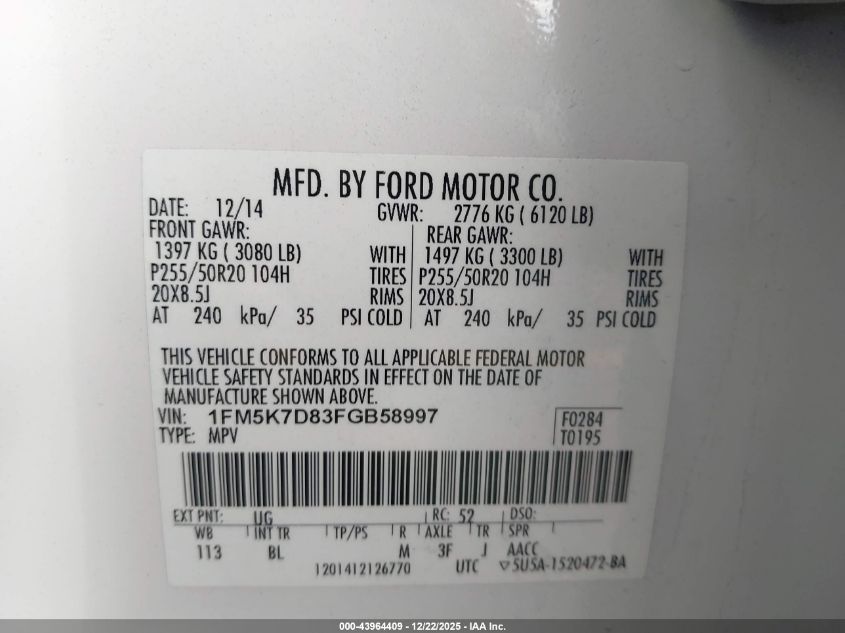 MFD. BY FORD MOTOR CO.
DATE: 12/14 GVWR: 2776 KG ( 6120 LB)
FRONT GAWR: REAR GAWR:
1397 KG ( 3080 LB) WITH 1497 KG ( 3300 LB) WITH
P255/50R20 104H TIRES P255/50R20 104H TIRES
20X8.5J RIMS 20X8.5J RIMS
AT 240 kPa/ 35 PSI COLD AT 240 kPa/ 35 PSI COLD
THIS VEHICLE CONFORMS TO ALL APPLICABLE FEDERAL MOTOR
VEHICLE SAFETY STANDARDS IN EFFECT ON THE DATE OF
MANUFACTURE SHOWN ABOVE.
VIN: 1FM5K7D83FGB58997 F0284
TYPE: MPV T0195
EXT PNT: UG RC: 52 DSO:
WB INT TR TP/PS R AXLE TR SPR
113 BL M 3F J AACC
1201412126770 UTC ▽5U5A-1520472-BA
000-43964409 - 12/22/2025 - IAA Inc.